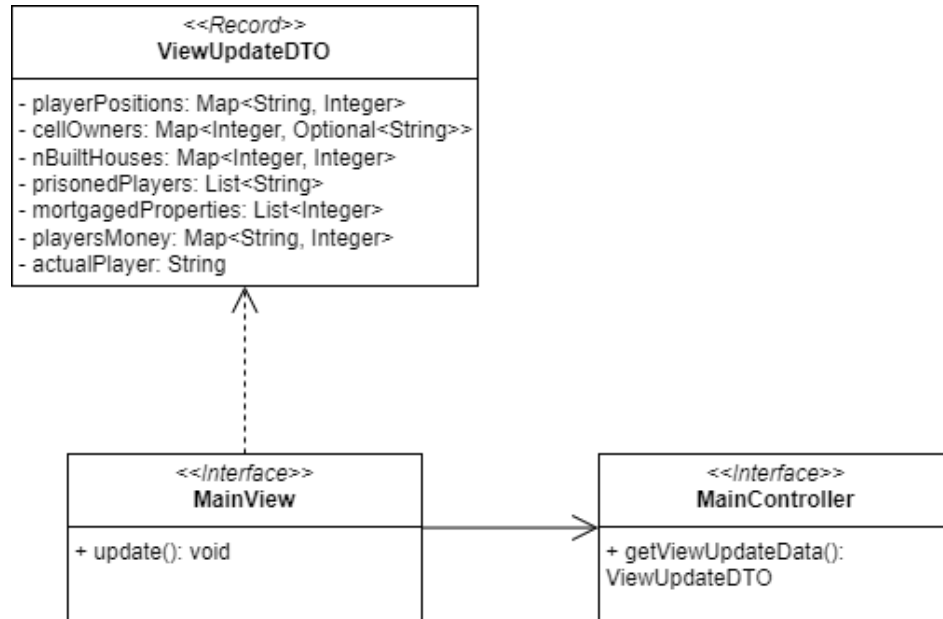 <<Record>>
ViewUpdateDTO
- playerPositions: Map<String, Integer>
- cellOwners: Map<Integer, Optional<String>>
- nBuiltHouses: Map<Integer, Integer>
- prisonedPlayers: List<String>
- mortgagedProperties: List<Integer>
- playersMoney: Map<String, Integer>
- actualPlayer: String
<<Interface>>
MainView
+ update(): void
<<Interface>>
MainController
+ getViewUpdateData():
ViewUpdateDTO